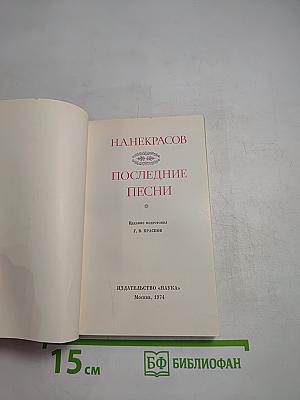 Н.А.НЕКРАСОВ
ПОСЛЕДНИЕ
ПЕСНИ
Издание подготовил
Г. В. КРАСНОВ
ИЗДАТЕЛЬСТВО «НАУКА»
Москва, 1974
15 см
БФ БИБЛИОФАН